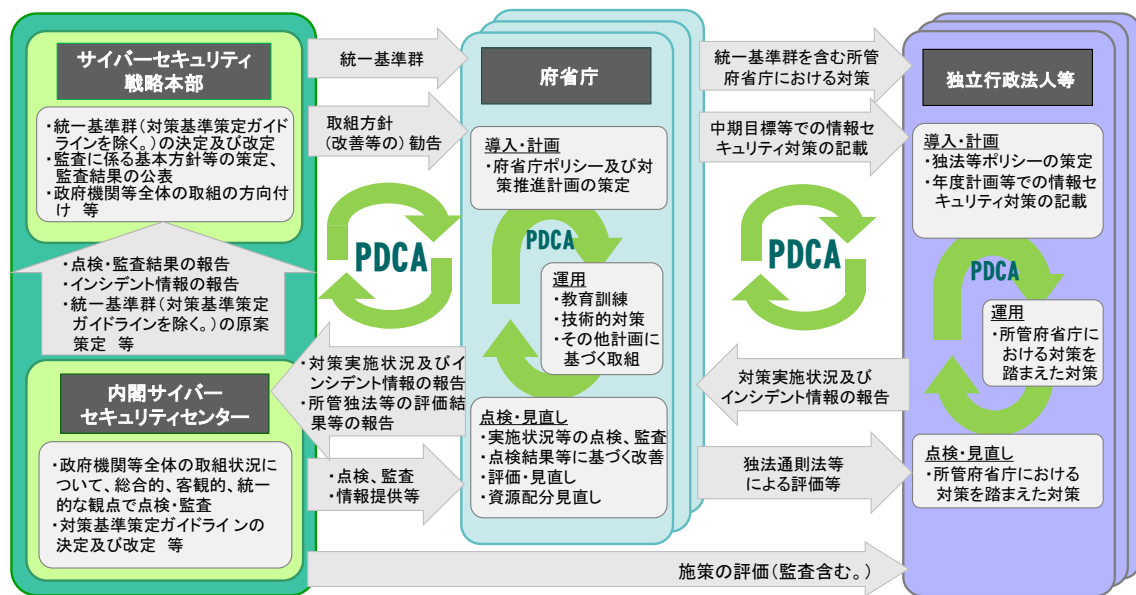 サイバーセキュリティ
戦略本部
・統一基準群(対策基準策定ガイド
ラインを除く。)の決定及び改定
・監査に係る基本方針等の策定、
監査結果の公表
・政府機関等全体の取組の方向付
け 等
・点検・監査結果の報告
・インシデント情報の報告
・統一基準群(対策基準策定
ガイドラインを除く。)の原案
策定 等
内閣サイバー
セキュリティセンター
・政府機関等全体の取組状況に
ついて、総合的、客観的、統一
的な観点で点検・監査
・対策基準策定ガイドラインの
決定及び改定 等
統一基準群
取組方針
(改善等の)勧告
PDCA
・対策実施状況及びイ
ンシデント情報の報告
・所管独法等の評価結
果等の報告
・点検、監査
・情報提供等
府省庁
導入・計画
・府省庁ポリシー及び対
策推進計画の策定
PDCA
運用
・教育訓練
・技術的対策
・その他計画に
基づく取組
点検・見直し
・実施状況等の点検、監査
・点検結果等に基づく改善
・評価・見直し
・資源配分見直し
統一基準群を含む所管
府省庁における対策
中期目標等での情報セ
キュリティ対策の記載
PDCA
対策実施状況及び
インシデント情報の報告
独法通則法等
による評価等
独立行政法人等
導入・計画
・独法等ポリシーの策定
・年度計画等での情報セ
キュリティ対策の記載
PDCA
運用
・所管府省庁に
おける対策を
踏まえた対策
点検・見直し
・所管府省庁における
対策を踏まえた対策
施策の評価(監査含む。)